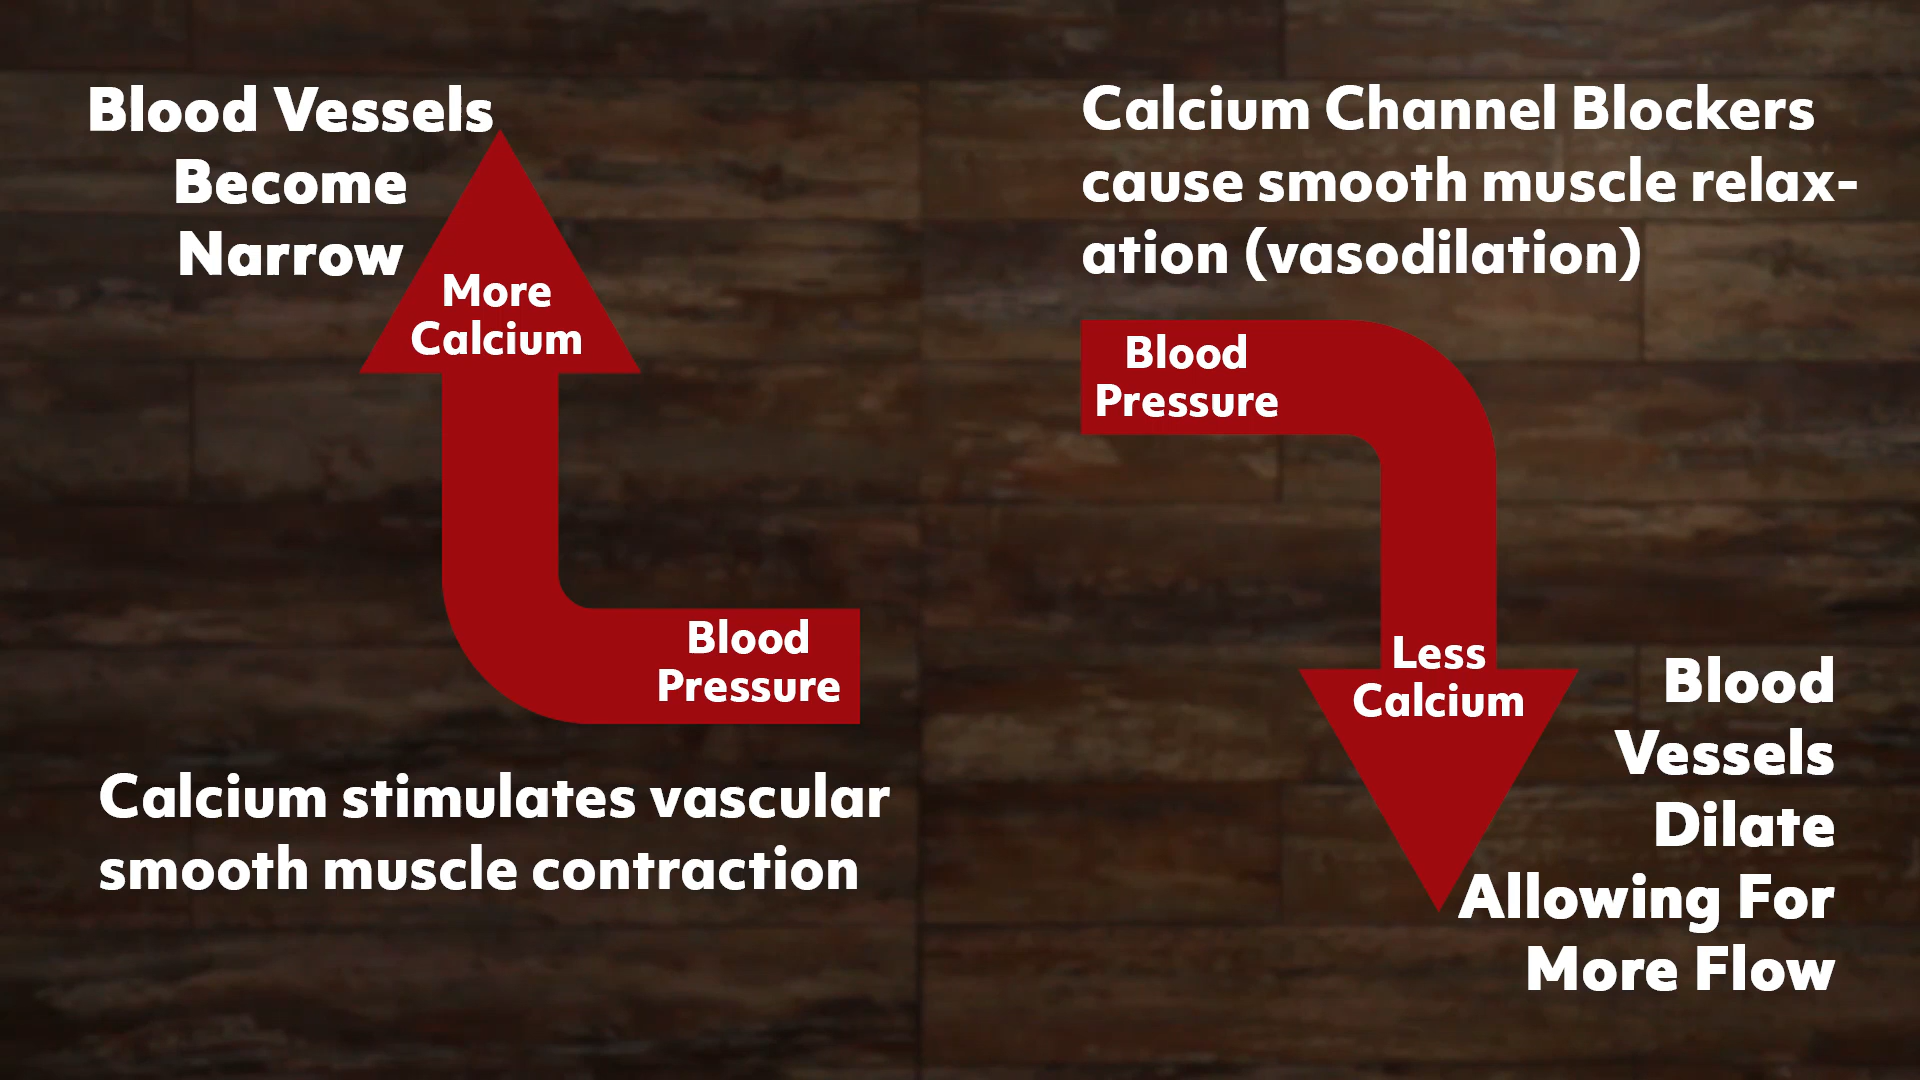 Blood Vessels
Become
Narrow
More
Calcium
Blood
Pressure
Calcium stimulates vascular
smooth muscle contraction
Calcium Channel Blockers
cause smooth muscle relax-
ation (vasodilation)
Blood
Pressure
Less
Calcium
Blood
Vessels
Dilate
Allowing For
More Flow